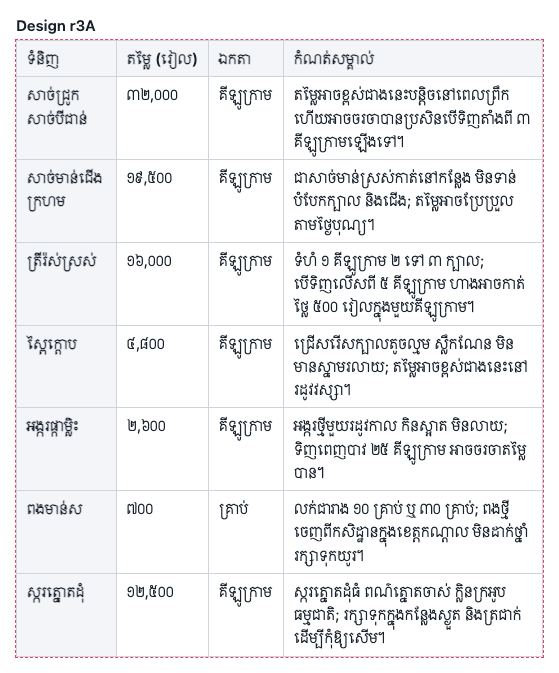 Design r3A
ទំនិញ តម្លៃ (រៀល) ឯកតា កំណត់សម្គាល់
សាច់ជ្រូក
សាច់បីជាន់
៣២,០០០
គីឡូក្រាម
តម្លៃអាចខ្ពស់ជាងនេះបន្តិចនៅពេលព្រឹក
ហើយអាចចរចាបានប្រសិនបើទិញតាំងពី ៣
គីឡូក្រាមឡើងទៅ។
សាច់មាន់ជើង
ក្រហម
១៩,៥០០
គីឡូក្រាម
ជាសាច់មាន់ស្រស់កាត់នៅកន្លែង មិនទាន់
បំបែកក្បាល និងជើង; តម្លៃអាចប្រែប្រួល
តាមថ្ងៃបុណ្យ។
ត្រីរ៉ស់ស្រស់
១៦,០០០
គីឡូក្រាម
ទំហំ ១ គីឡូក្រាម ២ ទៅ ៣ ក្បាល;
បើទិញលើសពី ៥ គីឡូក្រាម ហាងអាចកាត់
ថ្លៃ ៥០០ រៀលក្នុងមួយគីឡូក្រាម។
ស្ពៃក្តោប
៤,៨០០
គីឡូក្រាម
ជ្រើសរើសក្បាលតូចល្មម ស្លឹកណែន មិន
មានស្នាមរលាយ; តម្លៃអាចខ្ពស់ជាងនេះនៅ
រដូវវស្សា។
អង្ករផ្កាម្លិះ
២,៦០០
គីឡូក្រាម
អង្ករថ្មីមួយរដូវកាល កិនស្អាត មិនលាយ;
ទិញពេញបាវ ២៥ គីឡូក្រាម អាចចរចាតម្លៃ
បាន។
ពងមាន់ស
៧០០
គ្រាប់
លក់ជារាង ១០ គ្រាប់ ឬ ៣០ គ្រាប់; ពងថ្មី
ចេញពីកសិដ្ឋានក្នុងខេត្តកណ្តាល មិនដាក់ថ្នាំ
រក្សាទុកយូរ។
ស្ករត្នោតដុំ
១២,៥០០
គីឡូក្រាម
ស្ករត្នោតដុំធំ ពណ៌ត្នោតចាស់ ក្លិនក្រអូប
ធម្មជាតិ; រក្សាទុកក្នុងកន្លែងស្ងួត និងត្រជាក់
ដើម្បីកុំឱ្យសើម។